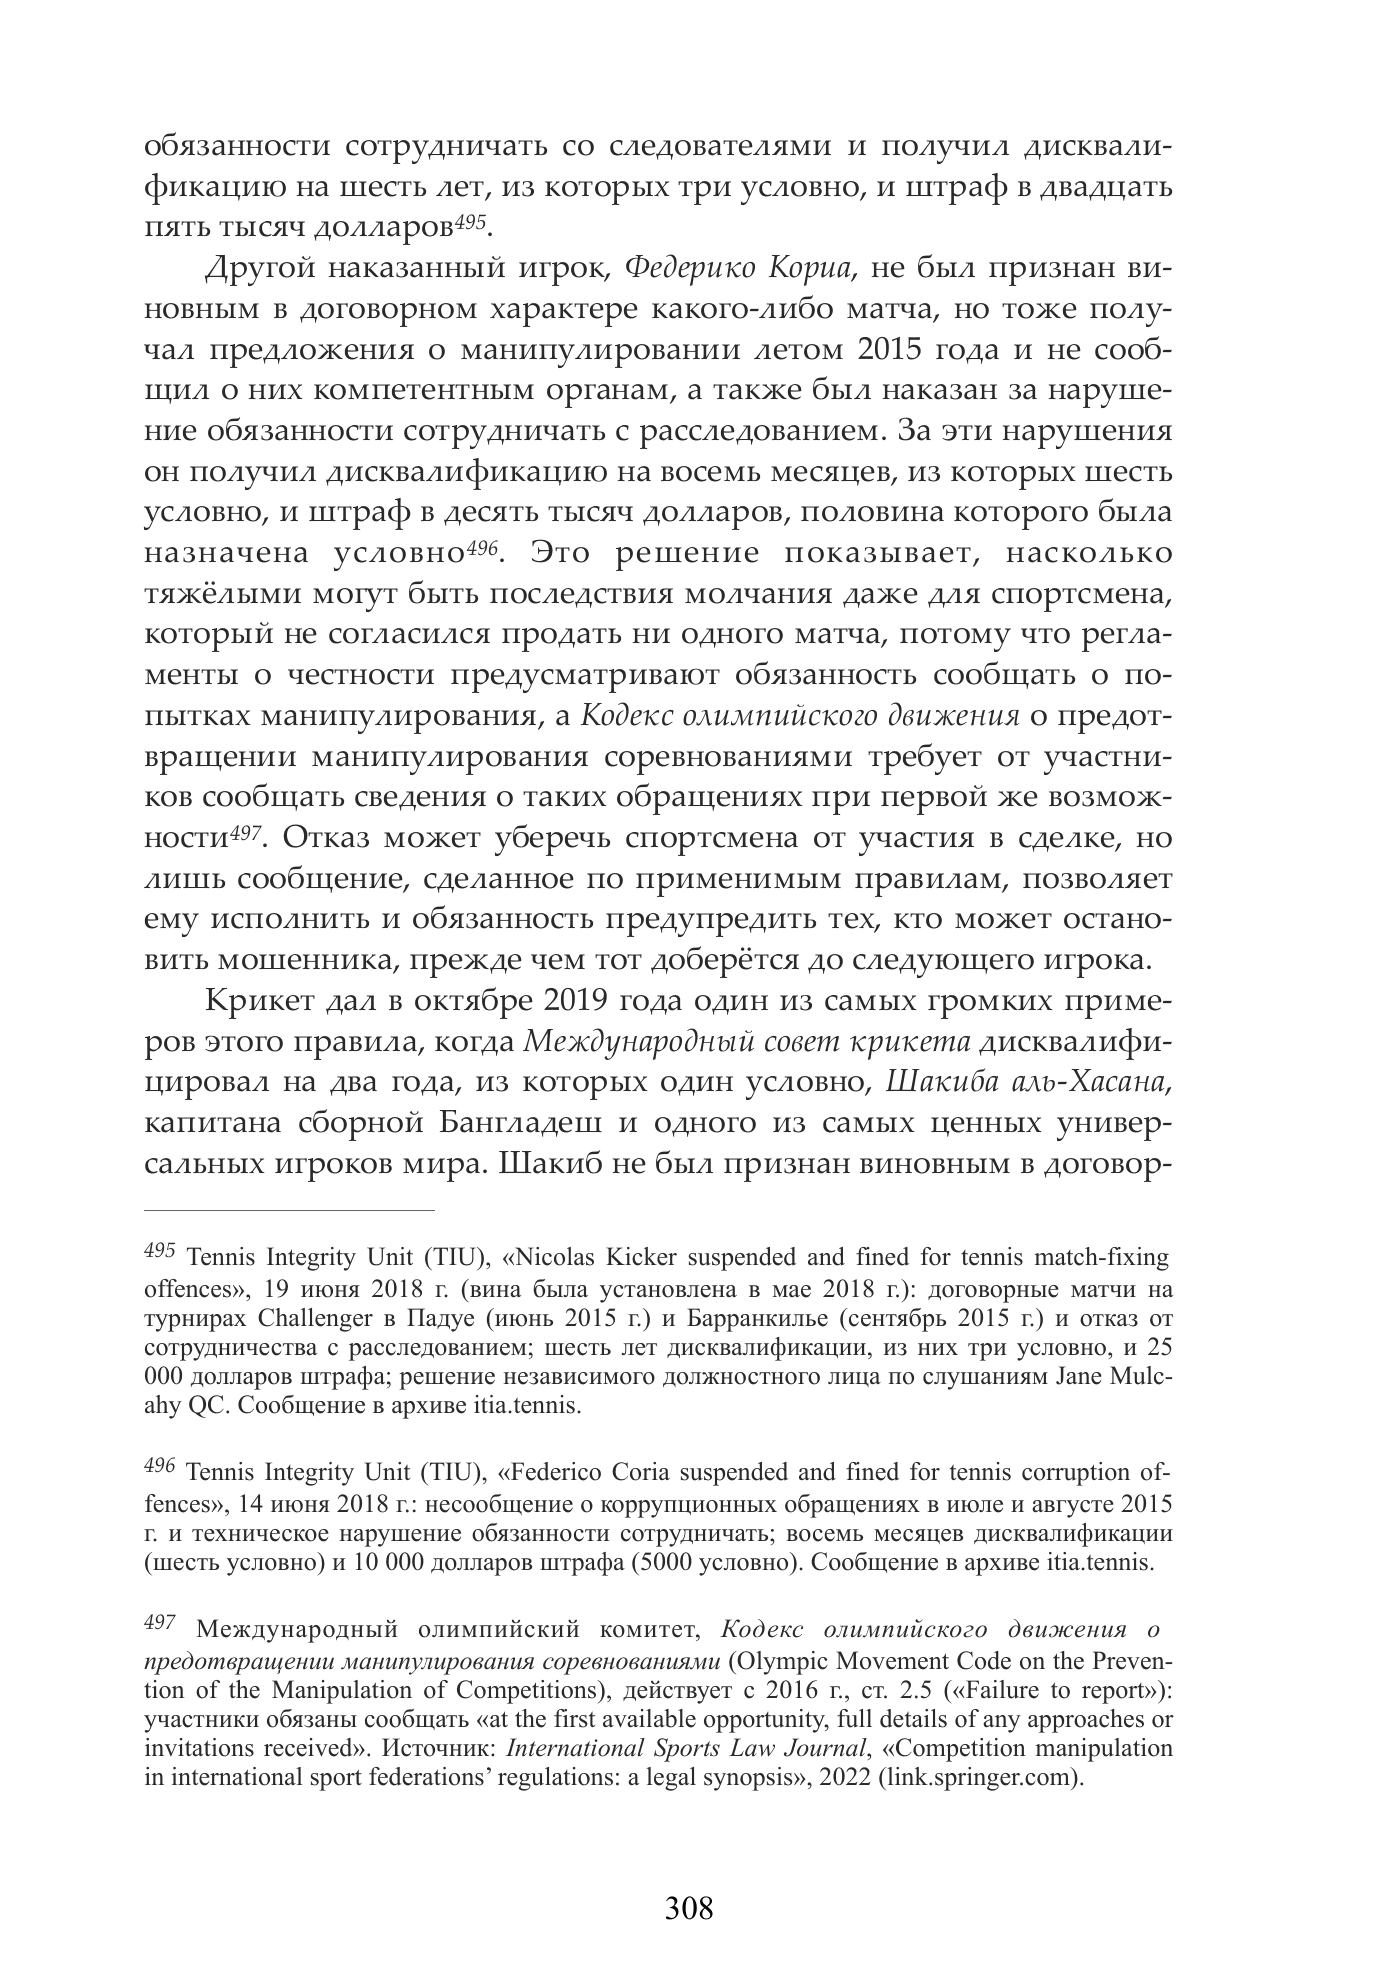 обязанности сотрудничать со следователями и получил дисквали-
фикацию на шесть лет, из которых три условно, и штраф в двадцать
пять тысяч долларов495.
Другой наказанный игрок, Федерико Кориа, не был признан ви-
новным в договорном характере какого-либо матча, но тоже полу-
чал предложения о манипулировании летом 2015 года и не сооб-
щил о них компетентным органам, а также был наказан за наруше-
ние обязанности сотрудничать с расследованием. За эти нарушения
он получил дисквалификацию на восемь месяцев, из которых шесть
условно, и штраф в десять тысяч долларов, половина которого была
назначена условно496. Это решение показывает, насколько
тяжёлыми могут быть последствия молчания даже для спортсмена,
который не согласился продать ни одного матча, потому что регла-
менты о честности предусматривают обязанность сообщать о по-
пытках манипулирования, а Кодекс олимпийского движения о предот-
вращении манипулирования соревнованиями требует от участни-
ков сообщать сведения о таких обращениях при первой же возмож-
ности497. Отказ может уберечь спортсмена от участия в сделке, но
лишь сообщение, сделанное по применимым правилам, позволяет
ему исполнить и обязанность предупредить тех, кто может остано-
вить мошенника, прежде чем тот доберётся до следующего игрока.
Крикет дал в октябре 2019 года один из самых громких приме-
ров этого правила, когда Международный совет крикета дисквалифи-
цировал на два года, из которых один условно, Шакиба аль-Хасана,
капитана сборной Бангладеш и одного из самых ценных универ-
сальных игроков мира. Шакиб не был признан виновным в договор-
495 Tennis Integrity Unit (TIU), «Nicolas Kicker suspended and fined for tennis match-fixing
offences», 19 июня 2018 г. (вина была установлена в мае 2018 г.): договорные матчи на
турнирах Challenger в Падуе (июнь 2015 г.) и Барранкилье (сентябрь 2015 г.) и отказ от
сотрудничества с расследованием; шесть лет дисквалификации, из них три условно, и 25
000 долларов штрафа; решение независимого должностного лица по слушаниям Jane Mulc-
ahy QC. Сообщение в архиве itia.tennis.
496 Tennis Integrity Unit (TIU), «Federico Coria suspended and fined for tennis corruption of-
fences», 14 июня 2018 г.: несообщение о коррупционных обращениях в июле и августе 2015
г. и техническое нарушение обязанности сотрудничать; восемь месяцев дисквалификации
(шесть условно) и 10 000 долларов штрафа (5000 условно). Сообщение в архиве itia.tennis.
497 Международный олимпийский комитет, Кодекс олимпийского движения о
предотвращении манипулирования соревнованиями (Olympic Movement Code on the Preven-
tion of the Manipulation of Competitions), действует с 2016 г., ст. 2.5 («Failure to report»):
участники обязаны сообщать «at the first available opportunity, full details of any approaches or
invitations received». Источник: International Sports Law Journal, «Competition manipulation
in international sport federations’ regulations: a legal synopsis», 2022 (link.springer.com).
308